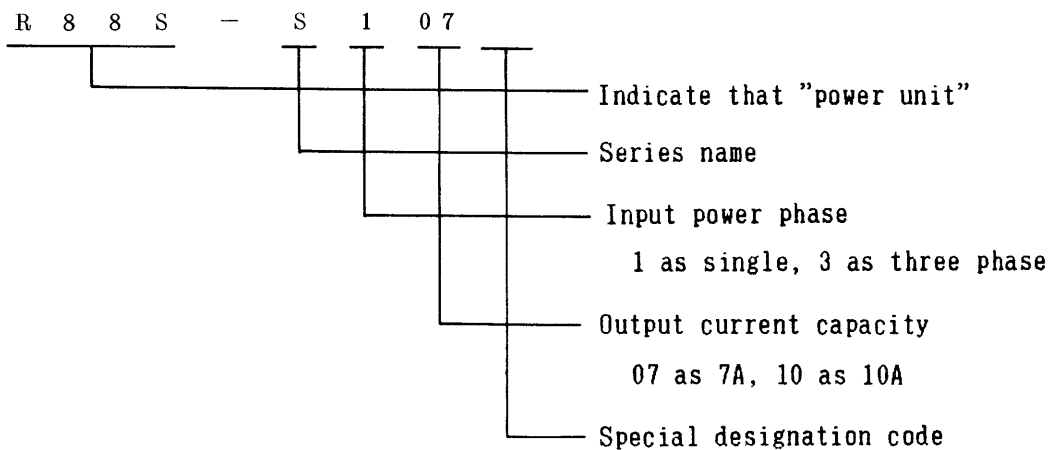 R 8 8 S - S 1 0 7
Indicate that "power unit"
Series name
Input power phase
1 as single, 3 as three phase
Output current capacity
07 as 7A, 10 as 10A
Special designation code